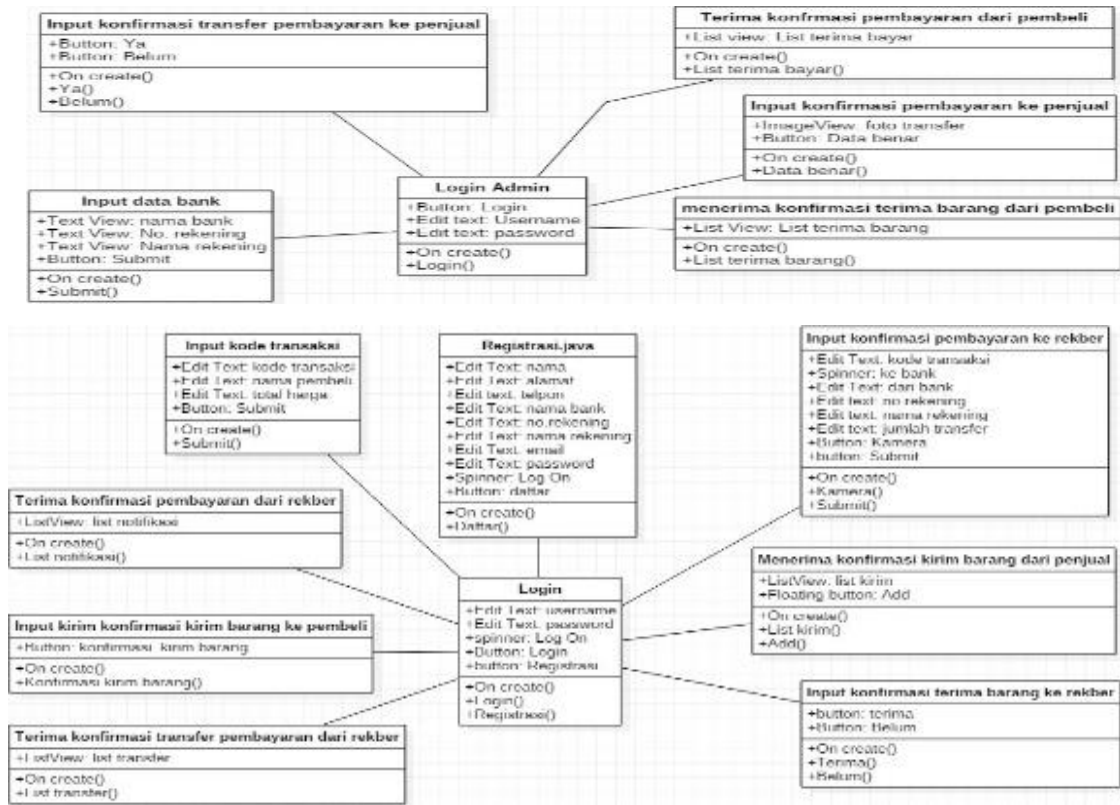 Input konfirmasi transfer pembayaran ke penjual
+Button: Ya
+Button: Belum
+On create()
+Ya()
+Belum()
Terima konfrmasi pembayaran dari pembeli
+List view: List terima bayar
+On create()
+List terima bayar()
Input konfirmasi pembayaran ke penjual
+ImageView: foto transfer
+Button: Data benar
+On create()
+Data benar()
Login Admin
+Button: Login
+Edit text: Username
+Edit text: password
+On create()
+Login()
Input data bank
+Text View: nama bank
+Text View: No. rekening
+Text View: Nama rekening
+Button: Submit
+On create()
+Submit()
menerima konfirmasi terima barang dari pembeli
+List View: List terima barang
+On create()
+List terima barang()
Input kode transaksi
+Edit Text: kode transaksi
+Edit Text: nama pembeli
+Edit Text: total harga
+Button: Submit
+On create()
+Submit()
Registrasi.java
+Edit Text: nama
+Edit Text: alamat
+Edit text: telpon
+Edit Text: nama bank
+Edit Text: no.rekening
+Edit Text: nama rekening
+Edit Text: email
+Edit Text: password
+Spinner: Log On
+Button: daftar
+On create()
+Daftar()
Input konfirmasi pembayaran ke rekber
+Edit Text: kode transaksi
+Spinner: ke bank
+Edit Text: dari bank
+Edit text: no rekening
+Edit text: nama rekening
+Edit text: jumlah transfer
+Button: Kamera
+button: Submit
+On create()
+Kamera()
+Submit()
Terima konfirmasi pembayaran dari rekber
+ListView: list notifikasi
+On create()
+List notifikasi()
Menerima konfirmasi kirim barang dari penjual
+ListView: list kirim
+Floating button: Add
+On create()
+List kirim()
+Add()
Login
+Edit Text: username
+Edit Text: password
+spinner: Log On
+Button: Login
+button: Registrasi
+On create()
+Login()
+Registrasi()
Input kirim konfirmasi kirim barang ke pembeli
+Button: konfirmasi kirim barang
+On create()
+Konfirmasi kirim barang()
Input konfirmasi terima barang ke rekber
+button: terima
+Button: Belum
+On create()
+Terima()
+Belum()
Terima konfirmasi transfer pembayaran dari rekber
+ListView: list transfer
+On create()
+List transfer()